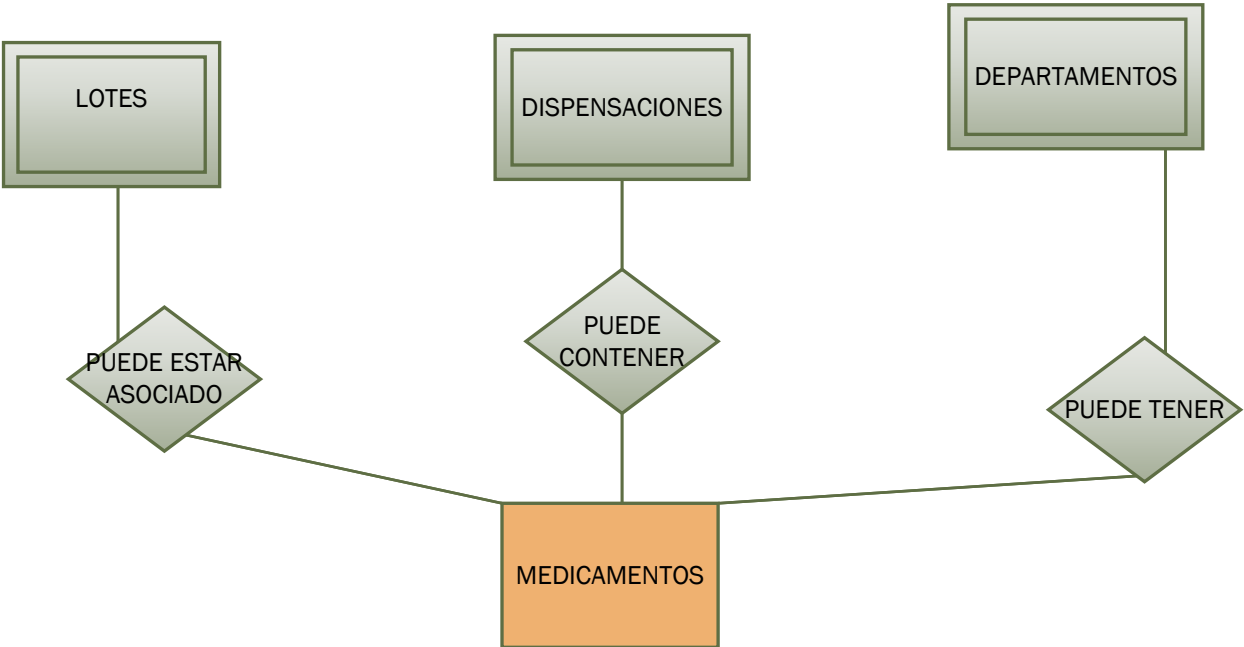 LOTES
DISPENSACIONES
DEPARTAMENTOS
PUEDE ESTAR
ASOCIADO
PUEDE
CONTENER
PUEDE TENER
MEDICAMENTOS